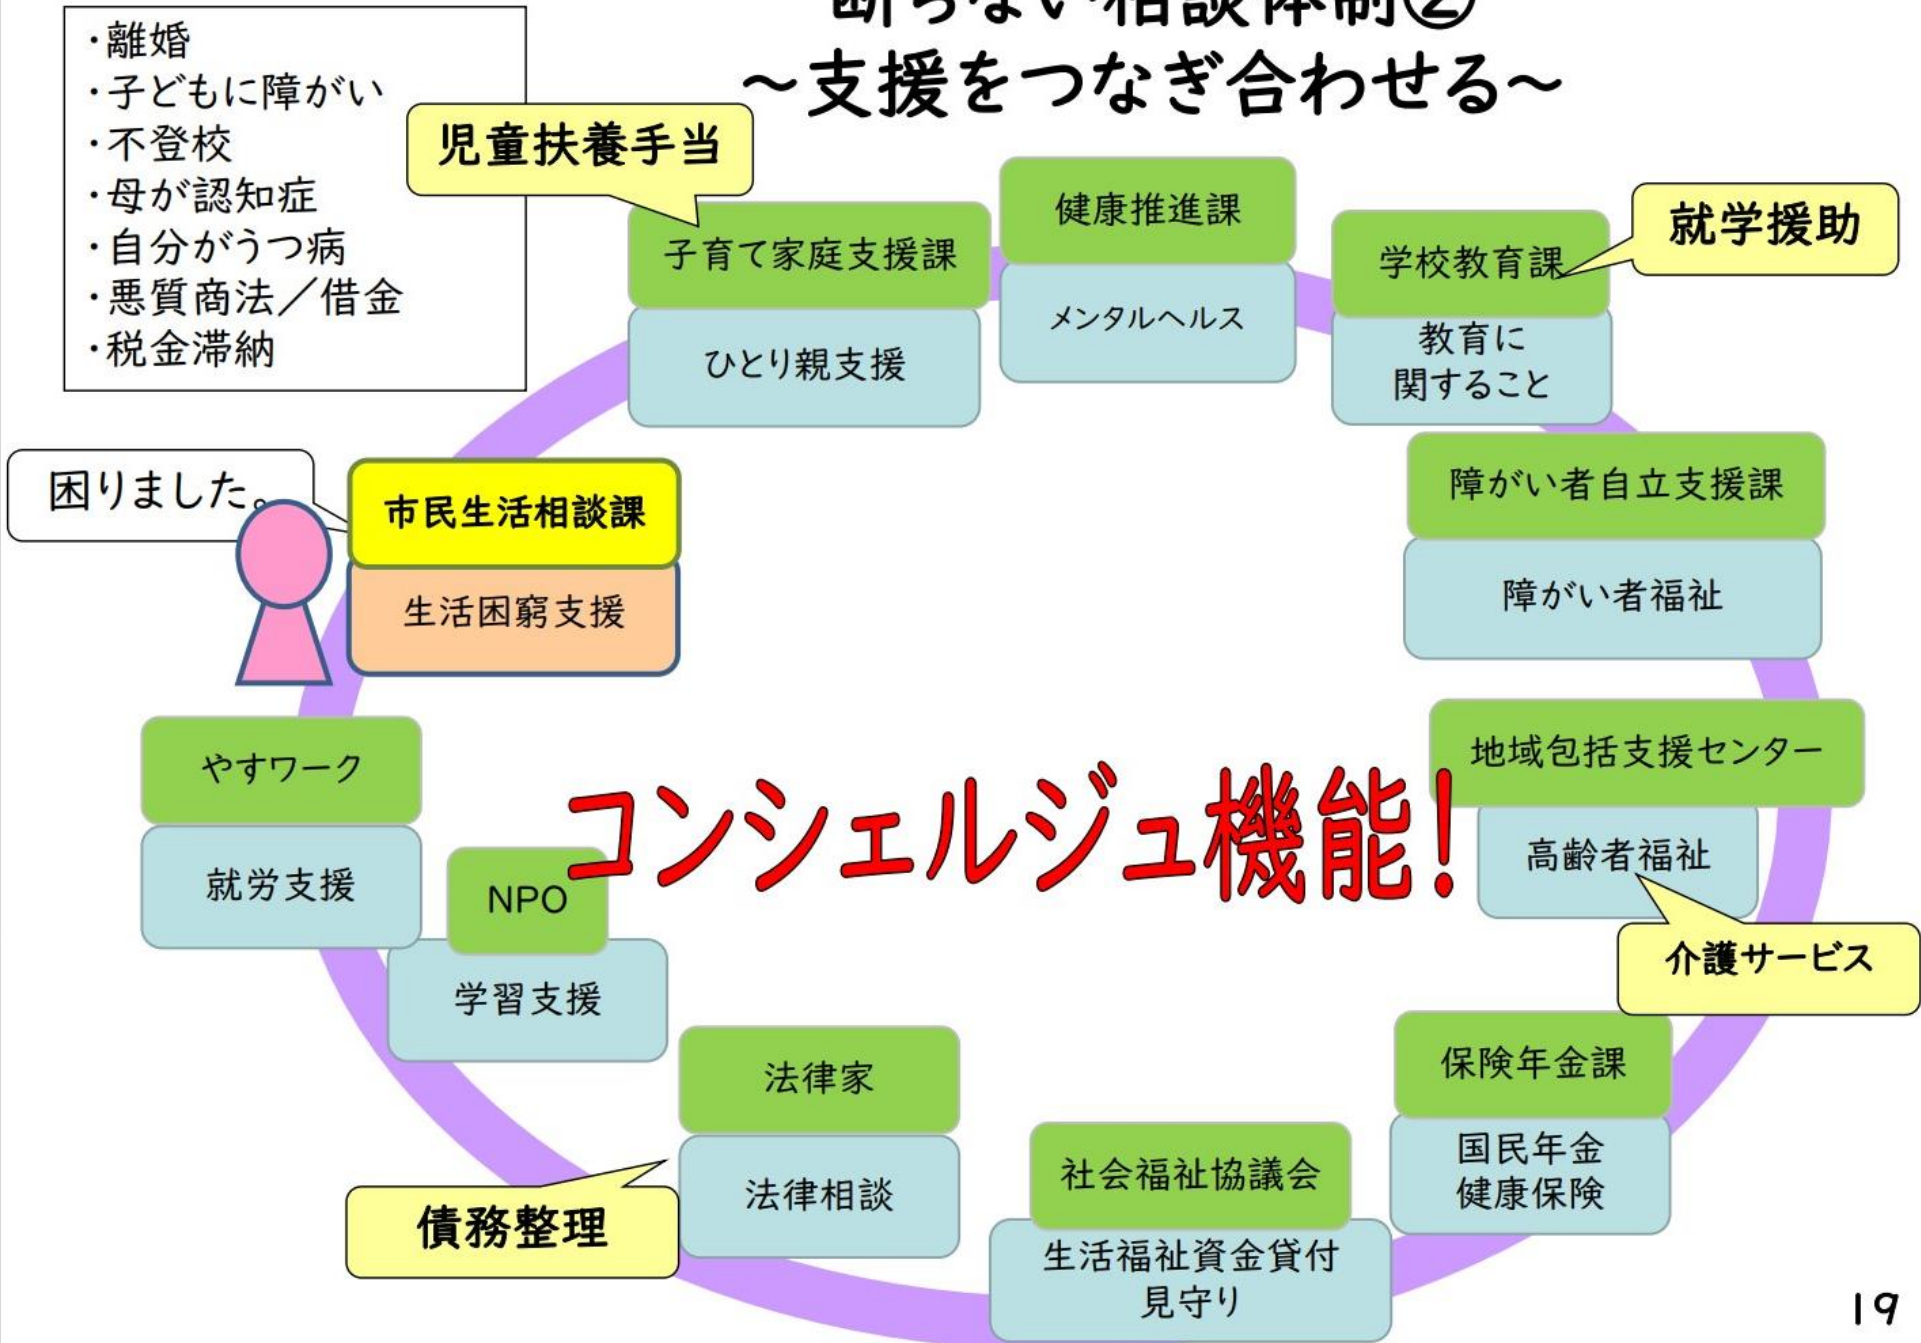 断らない相談体制②
～支援をつなぎ合わせる～
・離婚
・子どもに障がい
・不登校
・母が認知症
・自分がうつ病
・悪質商法／借金
・税金滞納
児童扶養手当
子育て家庭支援課
ひとり親支援
健康推進課
メンタルヘルス
就学援助
学校教育課
教育に
関すること
困りました。
市民生活相談課
生活困窮支援
障がい者自立支援課
障がい者福祉
地域包括支援センター
高齢者福祉
介護サービス
コンシェルジュ機能！
やすワーク
就労支援
NPO
学習支援
法律家
法律相談
債務整理
社会福祉協議会
生活福祉資金貸付
見守り
保険年金課
国民年金
健康保険
19